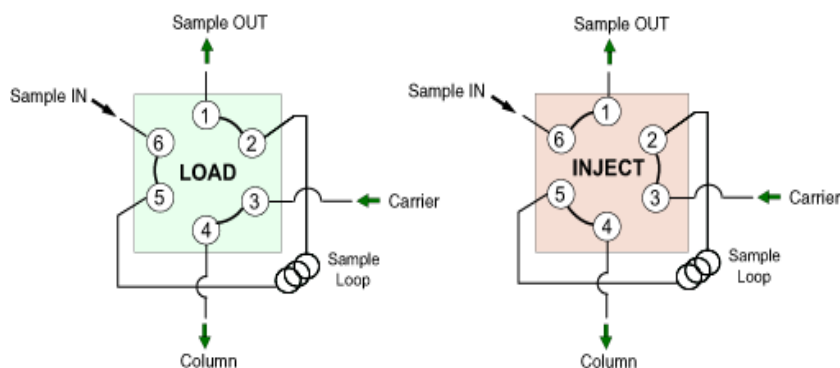 Sample OUT
Sample IN
1
2
6
LOAD
5
3
4
Carrier
Sample
Loop
Column
Sample OUT
Sample IN
1
6
2
INJECT
5
3
4
Carrier
Sample
Loop
Column